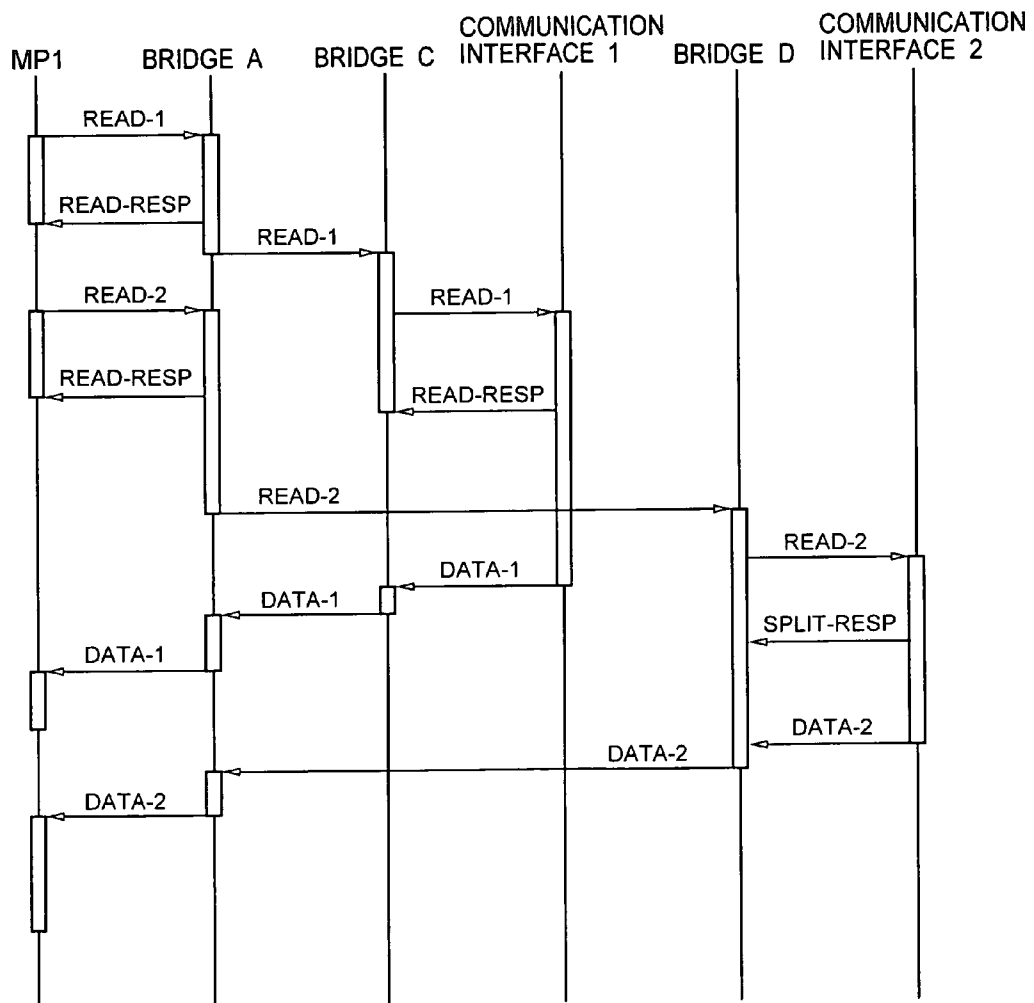 MP1
BRIDGE A
BRIDGE C
COMMUNICATION
INTERFACE 1
BRIDGE D
COMMUNICATION
INTERFACE 2
READ-1
READ-RESP
READ-1
READ-2
READ-1
READ-RESP
READ-RESP
READ-2
READ-2
DATA-1
DATA-1
SPLIT-RESP
DATA-1
DATA-2
DATA-2
DATA-2